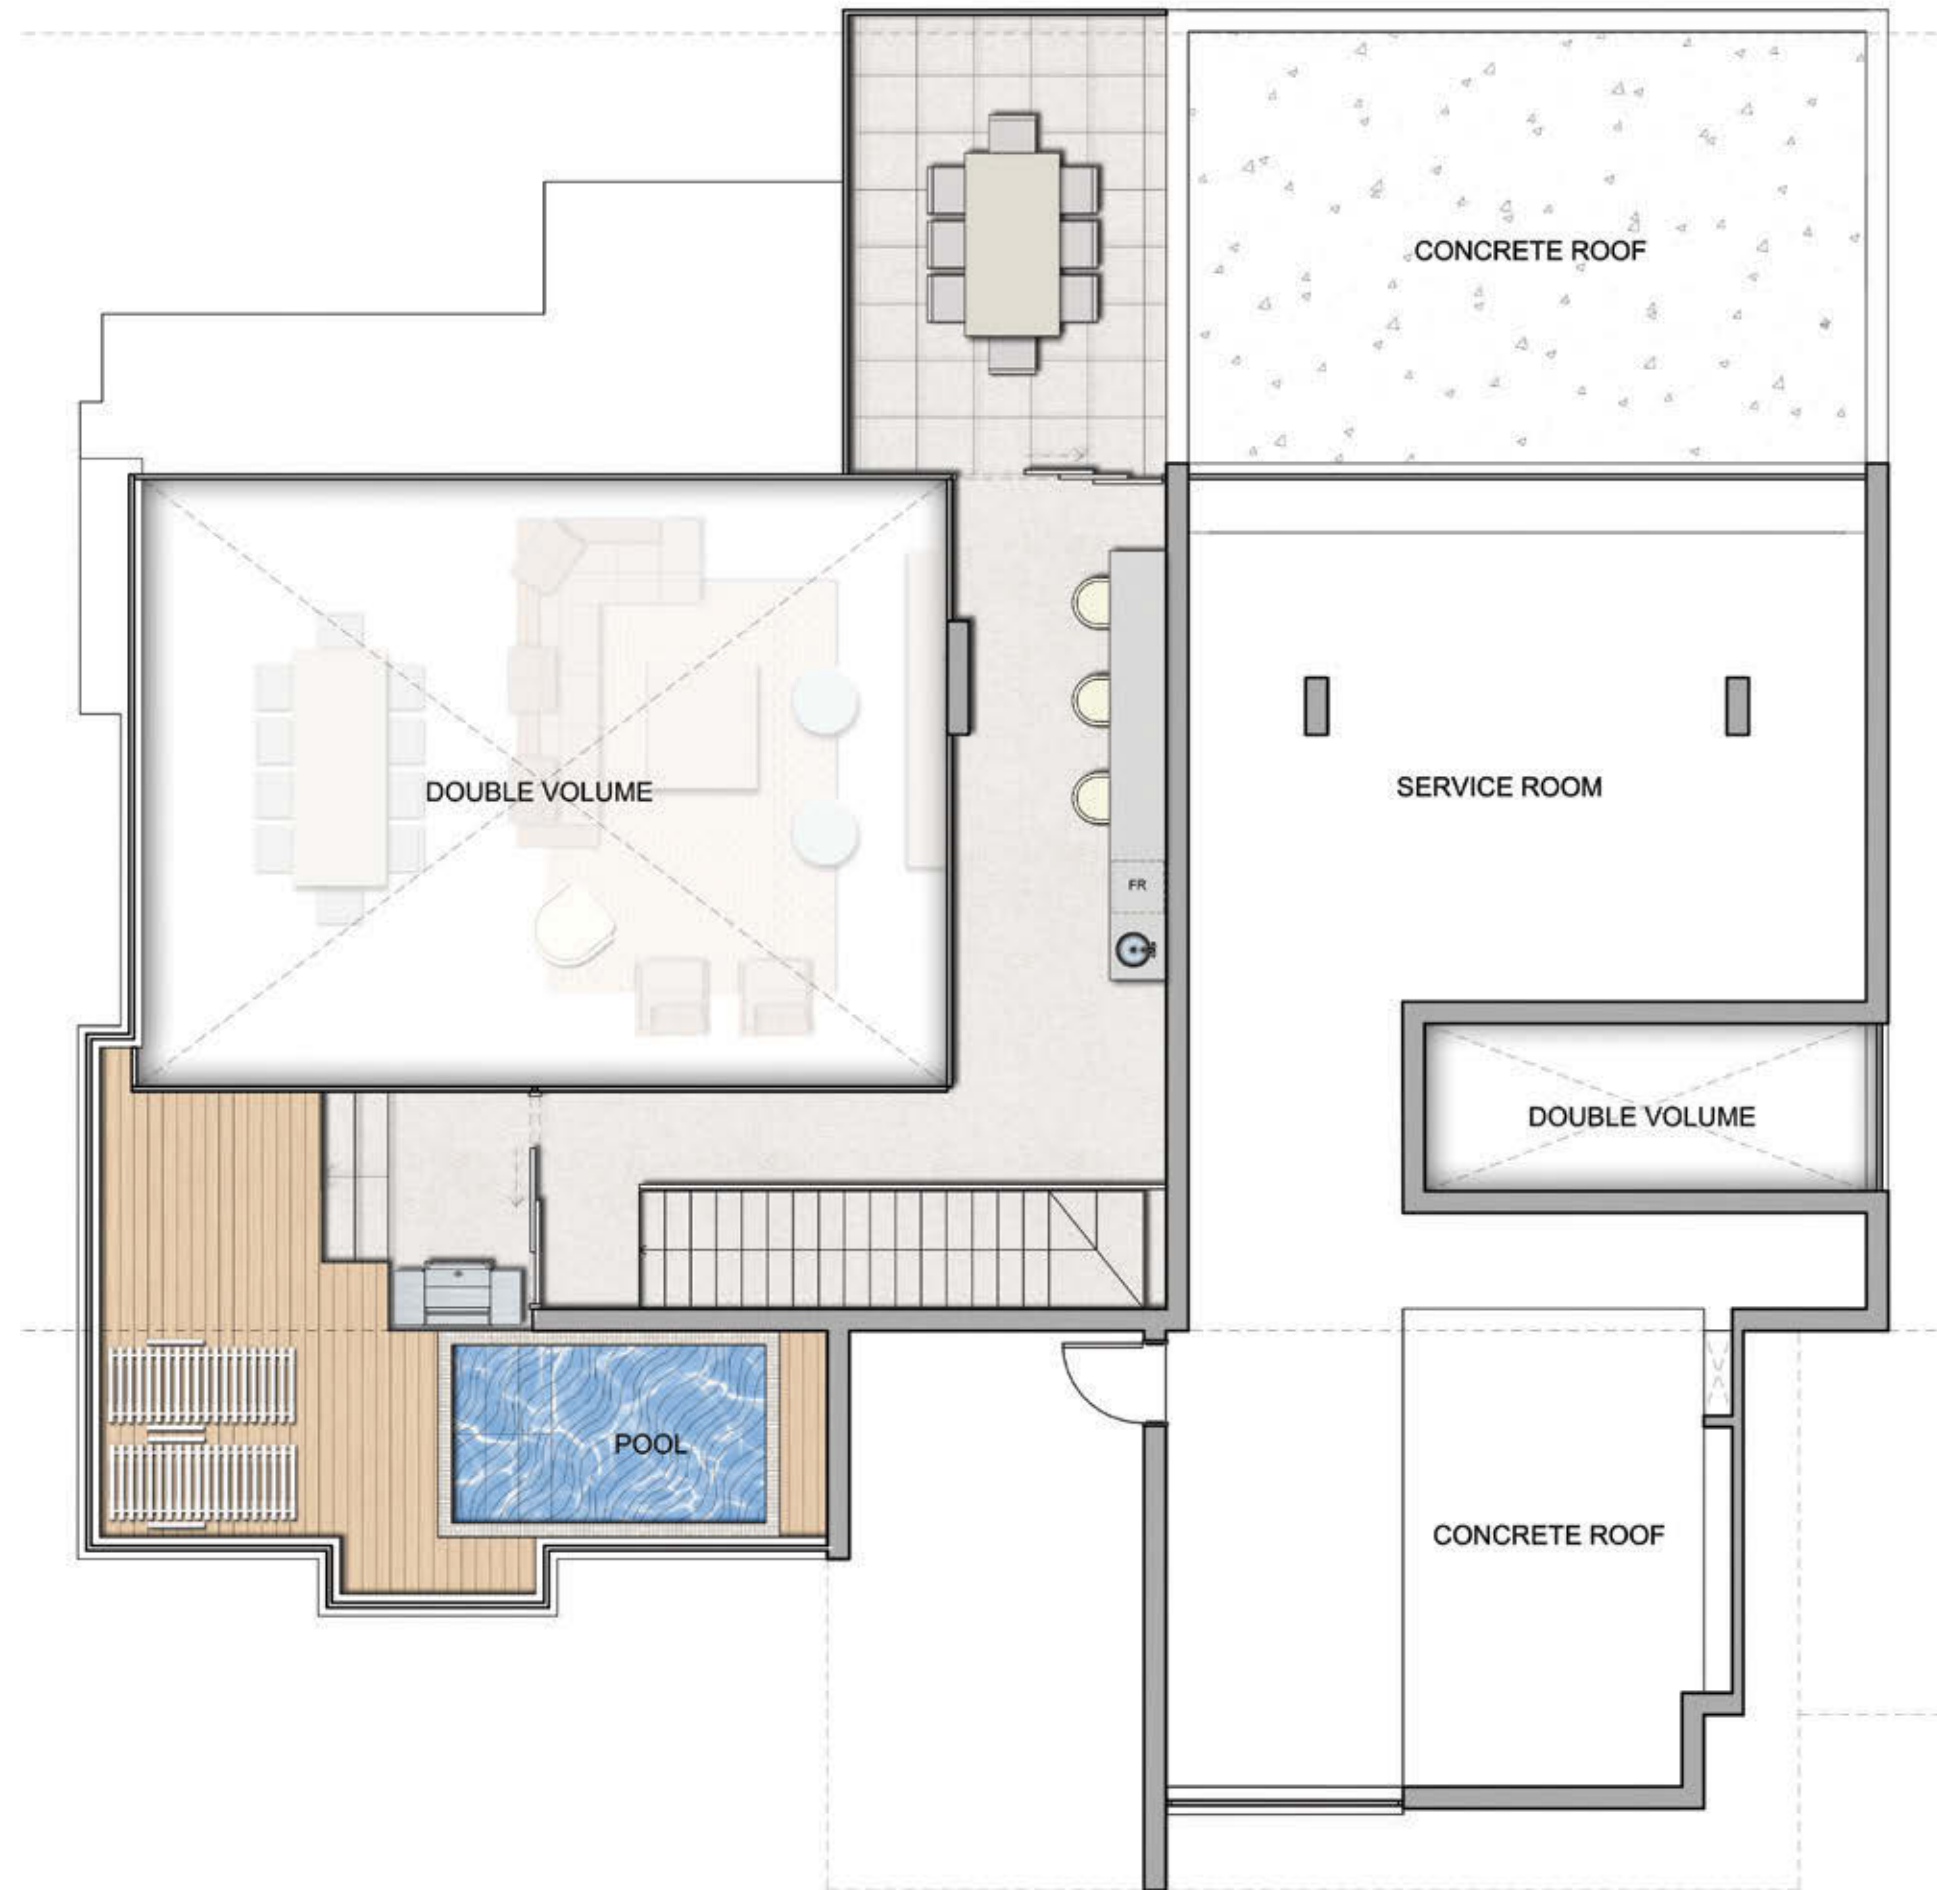 CONCRETE ROOF
SERVICE ROOM
DOUBLE VOLUME
FR
DOUBLE VOLUME
POOL
CONCRETE ROOF